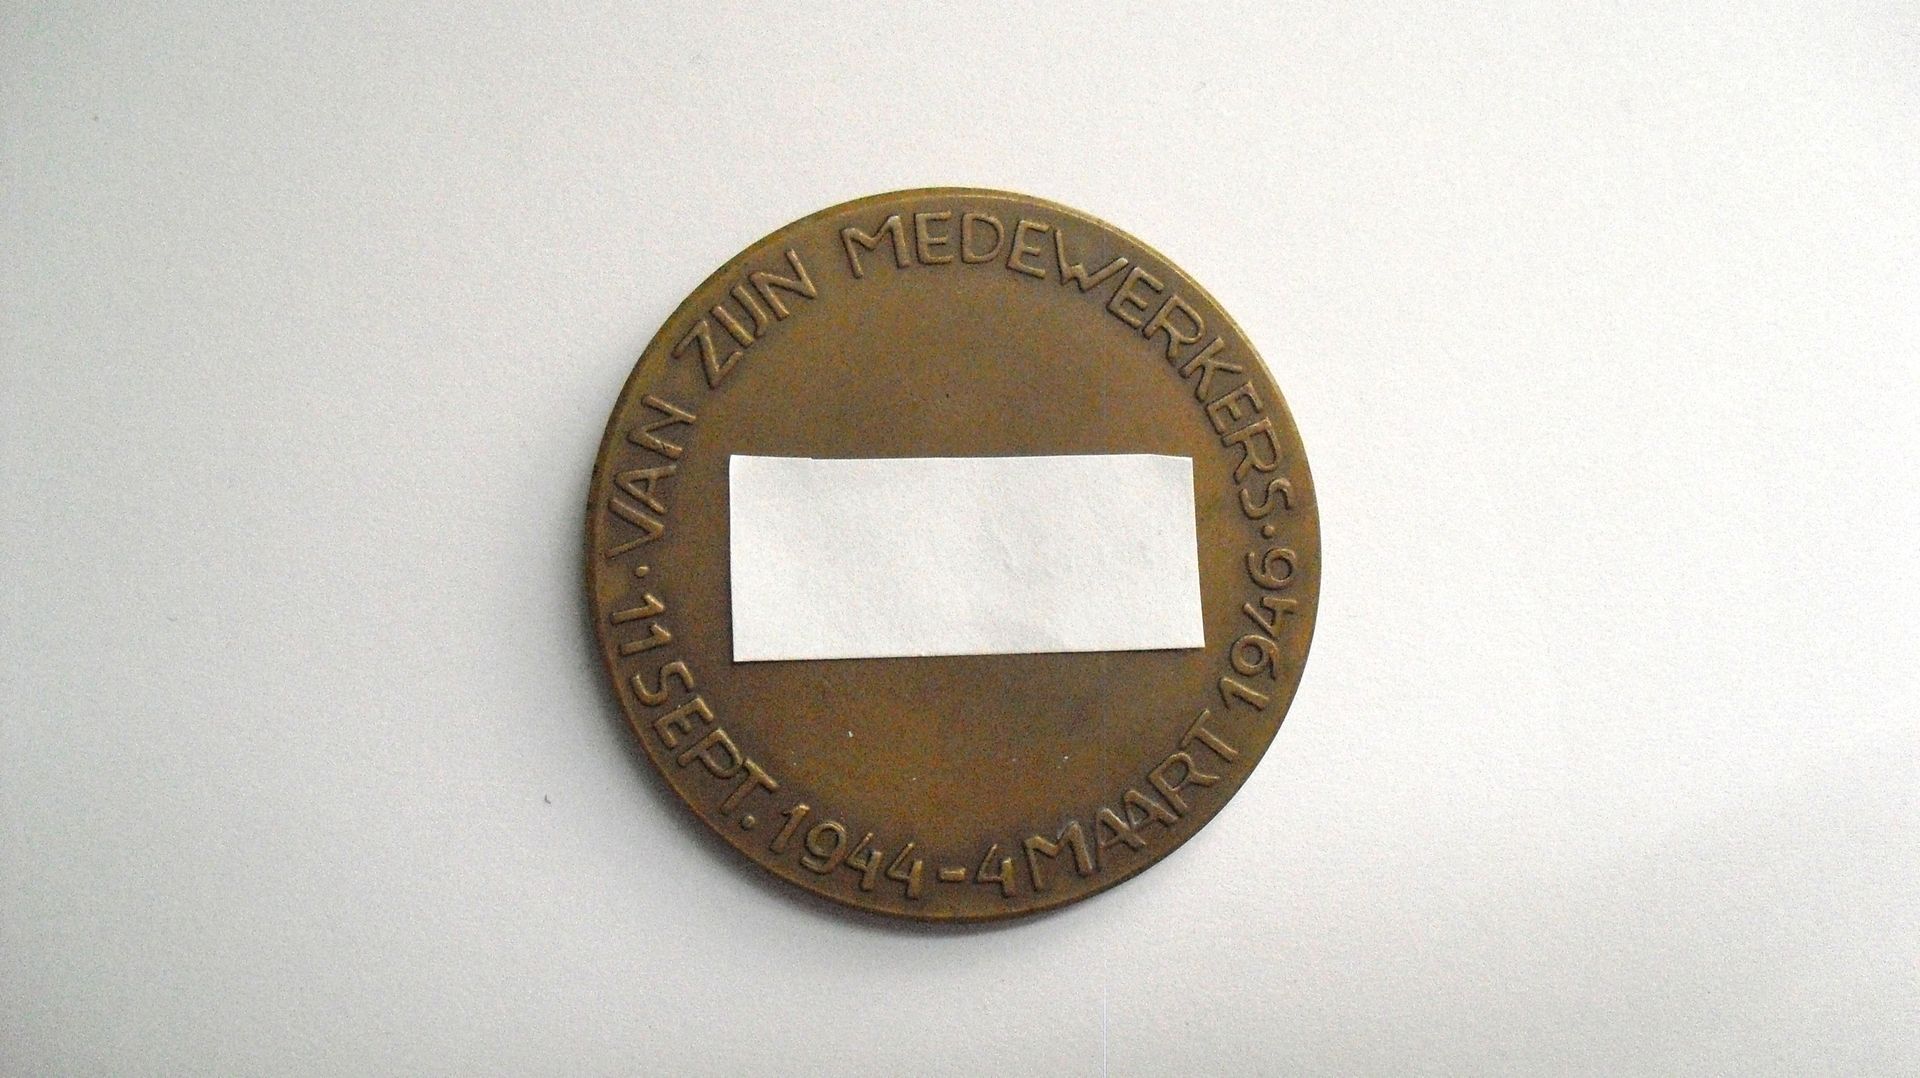 · VAN ZIJN MEDEWERKERS ·
11 SEPT. 1944 - 4 MAART 1946